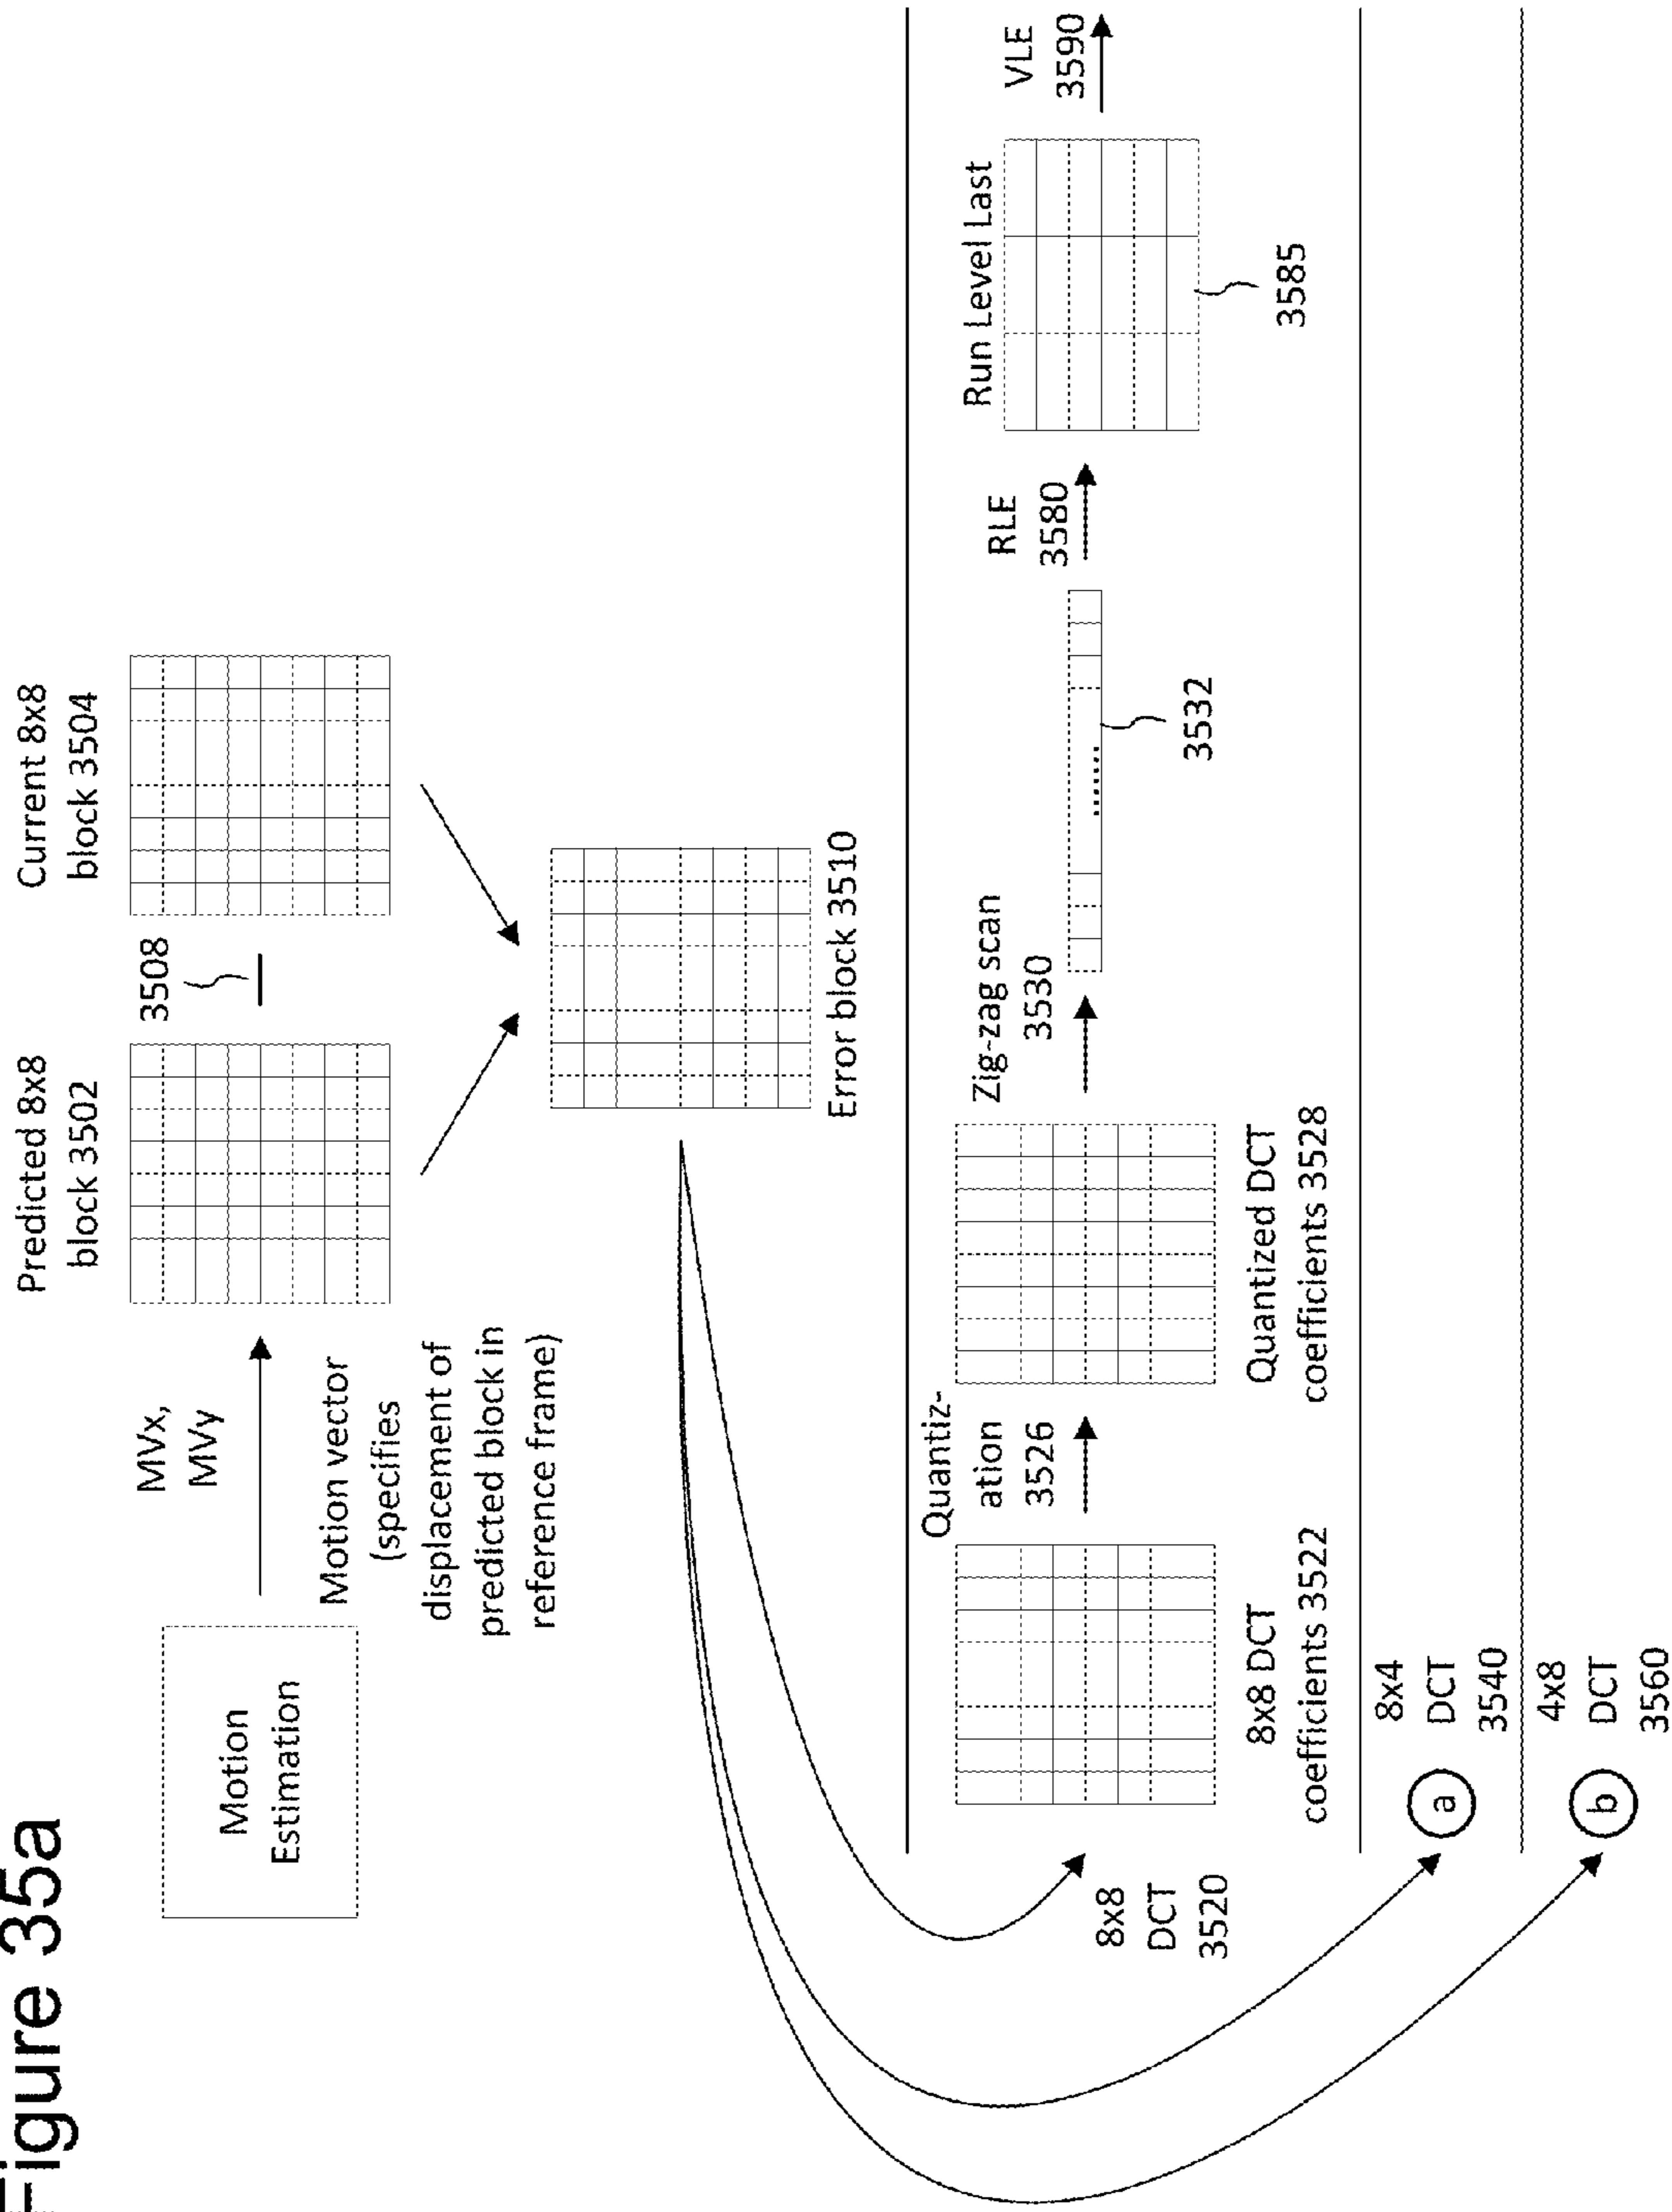 Figure 35a
Motion
Estimation
MVx,
MVy
Motion vector
(specifies
displacement of
predicted block in
reference frame)
Predicted 8x8
block 3502
3508
Current 8x8
block 3504
Error block 3510
8x8
DCT
3520
8x8 DCT
coefficients 3522
Quantiz-
ation
3526
Quantized DCT
coefficients 3528
Zig-zag scan
3530
3532
RLE
3580
Run Level Last
3585
VLE
3590
a
8x4
DCT
3540
b
4x8
DCT
3560